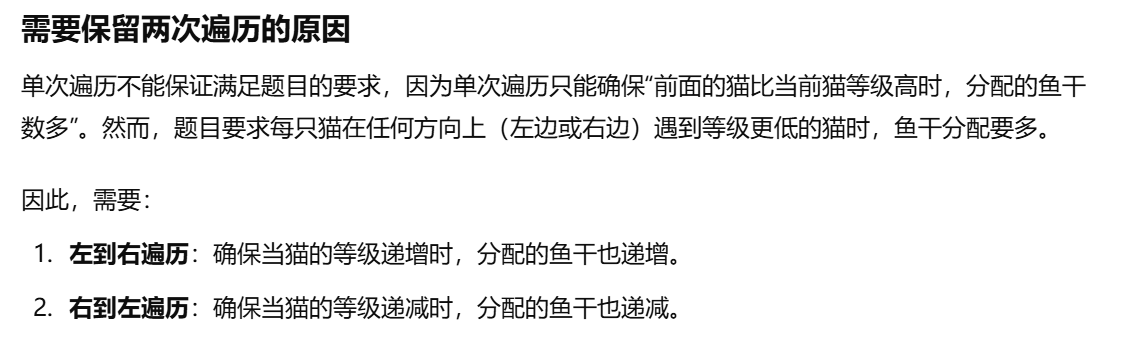 需要保留两次遍历的原因
单次遍历不能保证满足题目的要求，因为单次遍历只能确保“前面的猫比当前猫等级高时，分配的鱼干
数多”。然而，题目要求每只猫在任何方向上（左边或右边）遇到等级更低的猫时，鱼干分配要多。
因此，需要：
1. 左到右遍历：确保当猫的等级递增时，分配的鱼干也递增。
2. 右到左遍历：确保当猫的等级递减时，分配的鱼干也递减。